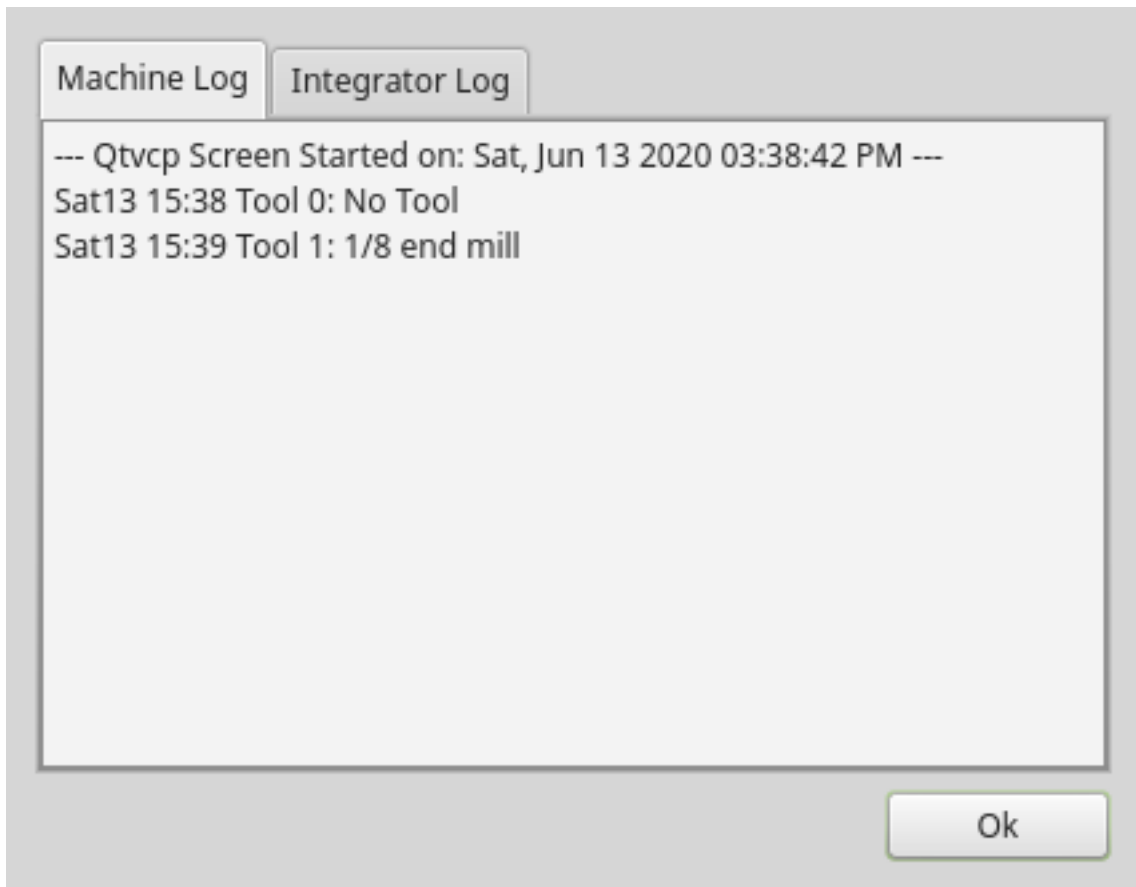 Machine Log
Integrator Log
--- Qtvcp Screen Started on: Sat, Jun 13 2020 03:38:42 PM ---
Sat13 15:38 Tool 0: No Tool
Sat13 15:39 Tool 1: 1/8 end mill
Ok